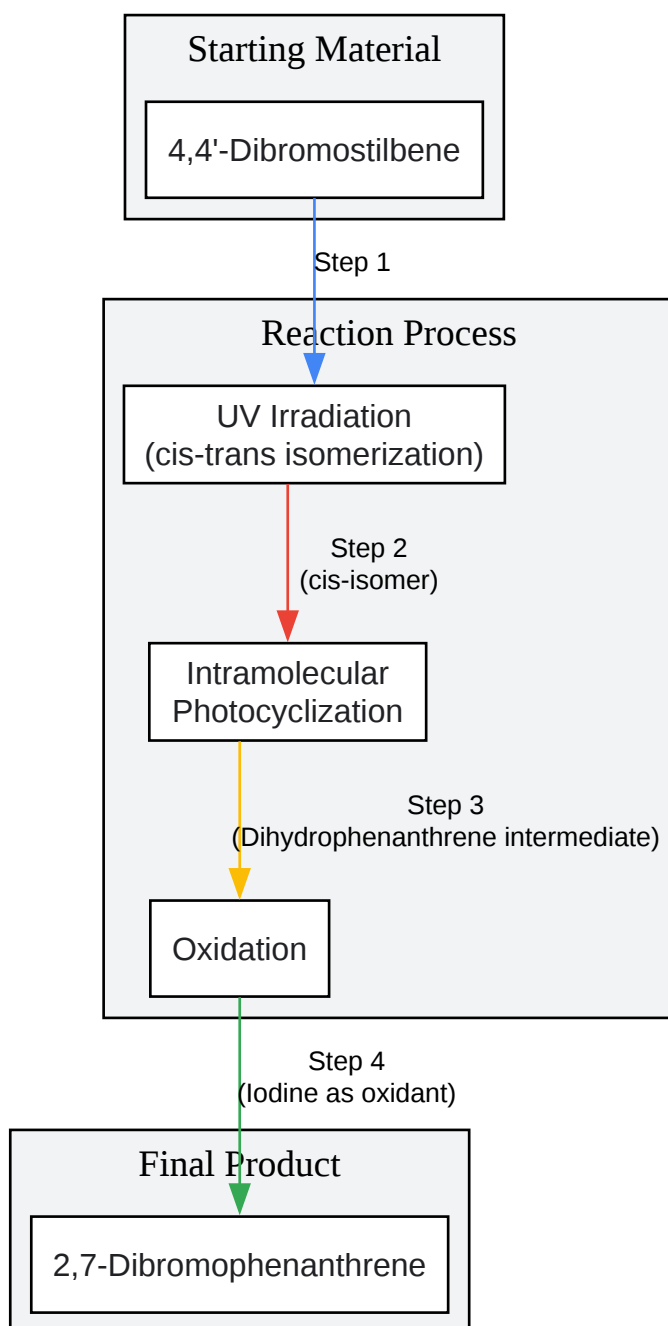 Starting Material
4,4'-Dibromostilbene
Step 1
Reaction Process
UV Irradiation
(cis-trans isomerization)
Step 2
(cis-isomer)
Intramolecular
Photocyclization
Step 3
(Dihydrophenanthrene intermediate)
Oxidation
Step 4
(Iodine as oxidant)
Final Product
2,7-Dibromophenanthrene